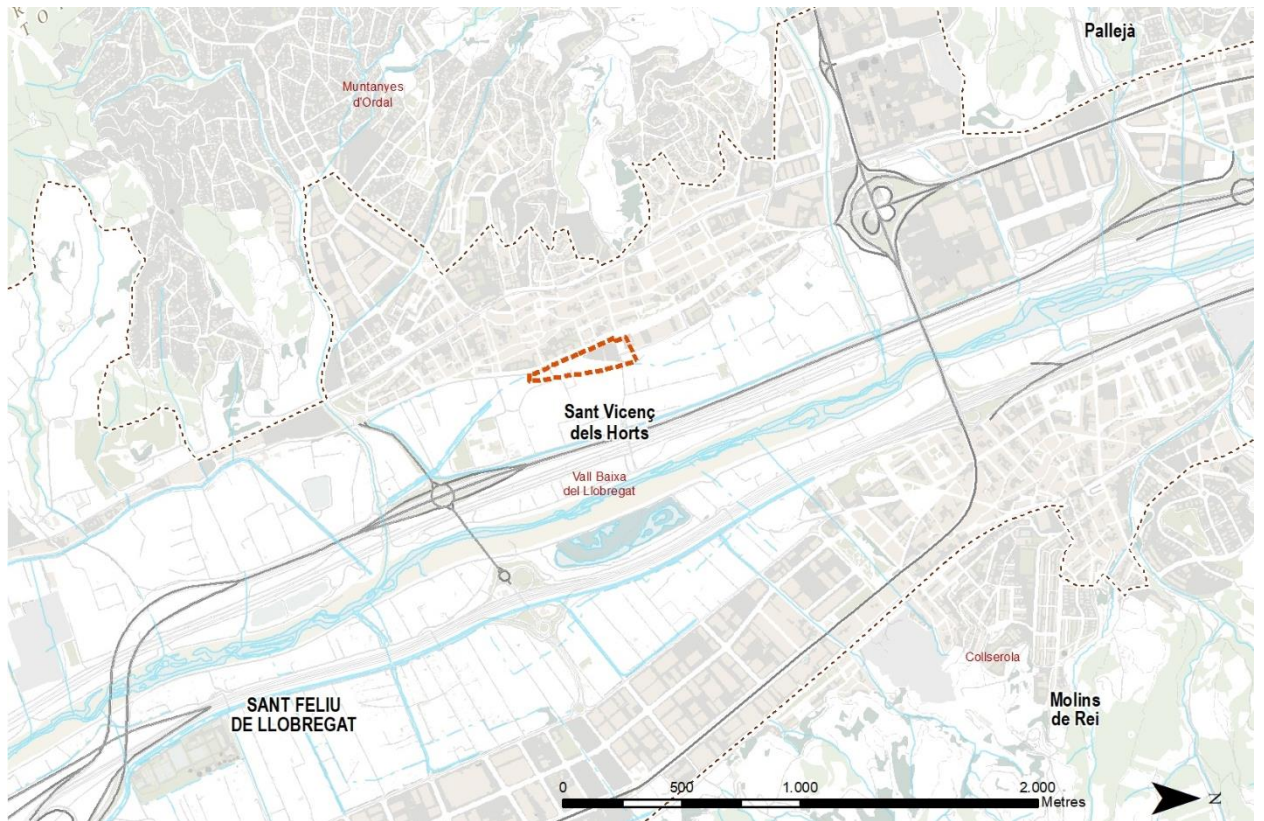 Pallejà
Muntanyes
d'Ordal
Sant Vicenç
dels Horts
Vall Baixa
del Llobregat
Collserola
SANT FELIU
DE LLOBREGAT
Molins
de Rei
0 500 1.000 2.000
Metres
N